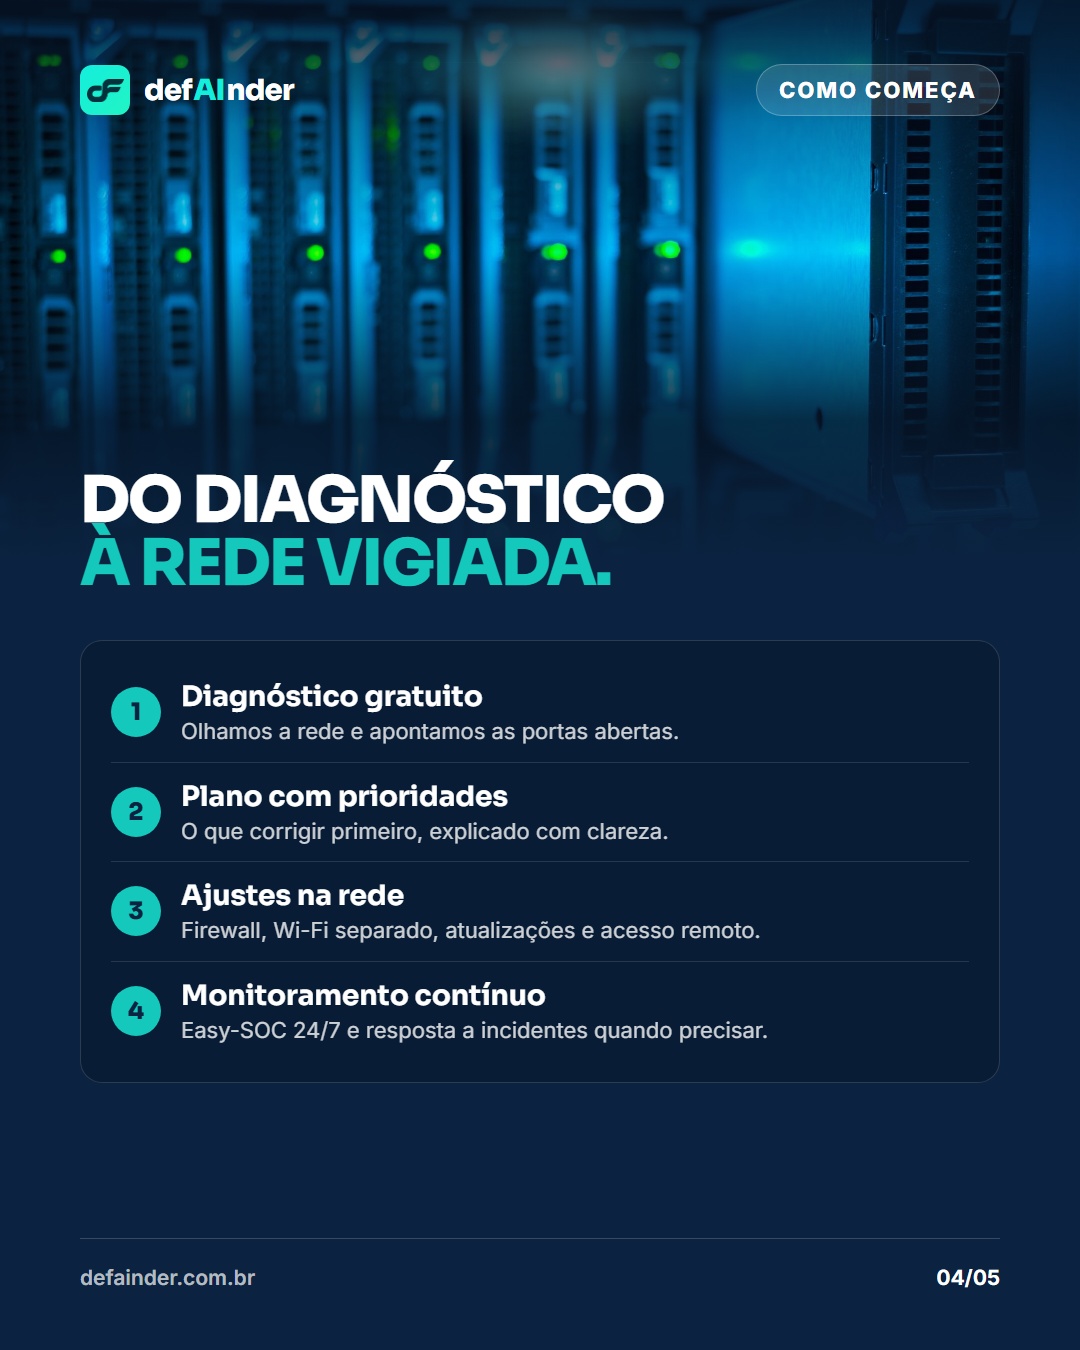 defAInder
COMO COMEÇA
DO DIAGNÓSTICO
À REDE VIGIADA.
1
Diagnóstico gratuito
Olhamos a rede e apontamos as portas abertas.
2
Plano com prioridades
O que corrigir primeiro, explicado com clareza.
3
Ajustes na rede
Firewall, Wi-Fi separado, atualizações e acesso remoto.
4
Monitoramento contínuo
Easy-SOC 24/7 e resposta a incidentes quando precisar.
defainder.com.br
04/05